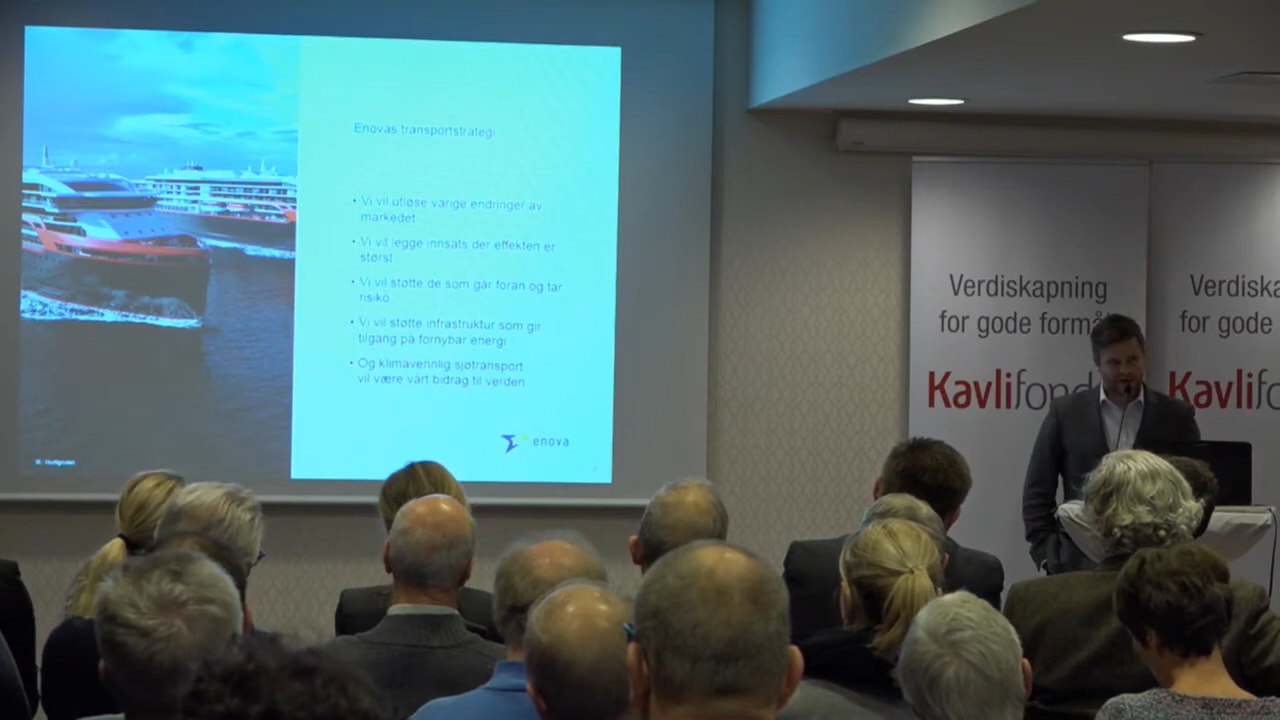 Enovas transportstrategi
• Vi vil utløse varige endringer av
markedet
• Vi vil legge innsats der effekten er
størst
• Vi vil støtte de som går foran og tar
risiko
• Vi vil støtte infrastruktur som gir
tilgang på fornybar energi
• Og klimavennlig sjøtransport
vil være vårt bidrag til verden
enova
Verdiskapning
for gode form
Kavlifond
Verdiska
for gode
Kavlifo